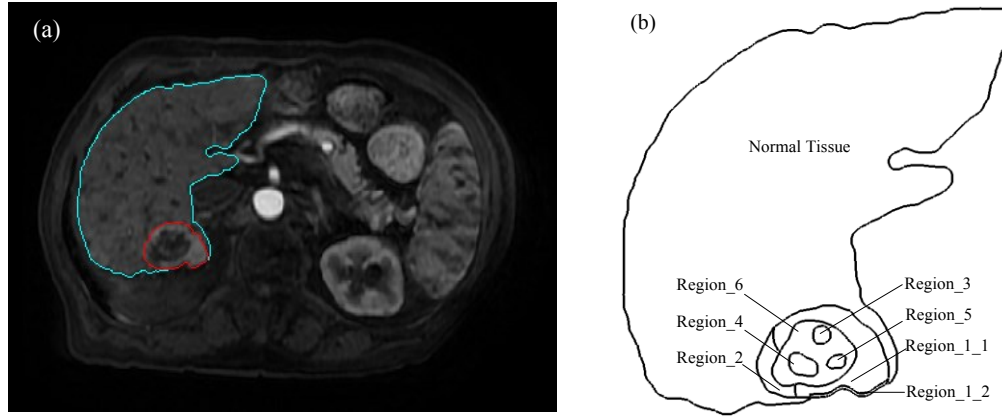 (a)
(b)
Normal Tissue
Region_6
Region_3
Region_4
Region_5
Region_2
Region_1_1
Region_1_2